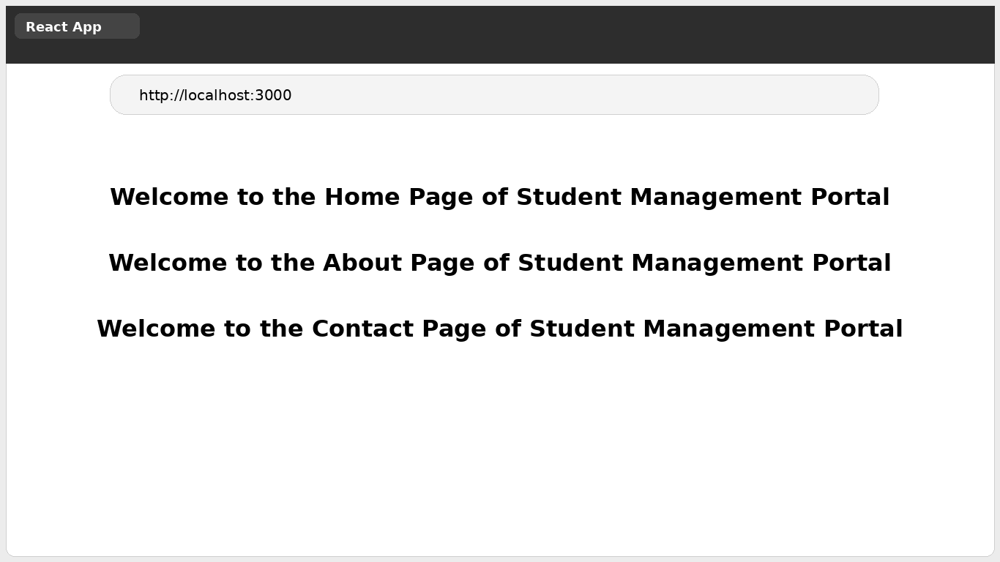 React App
http://localhost:3000
Welcome to the Home Page of Student Management Portal
Welcome to the About Page of Student Management Portal
Welcome to the Contact Page of Student Management Portal